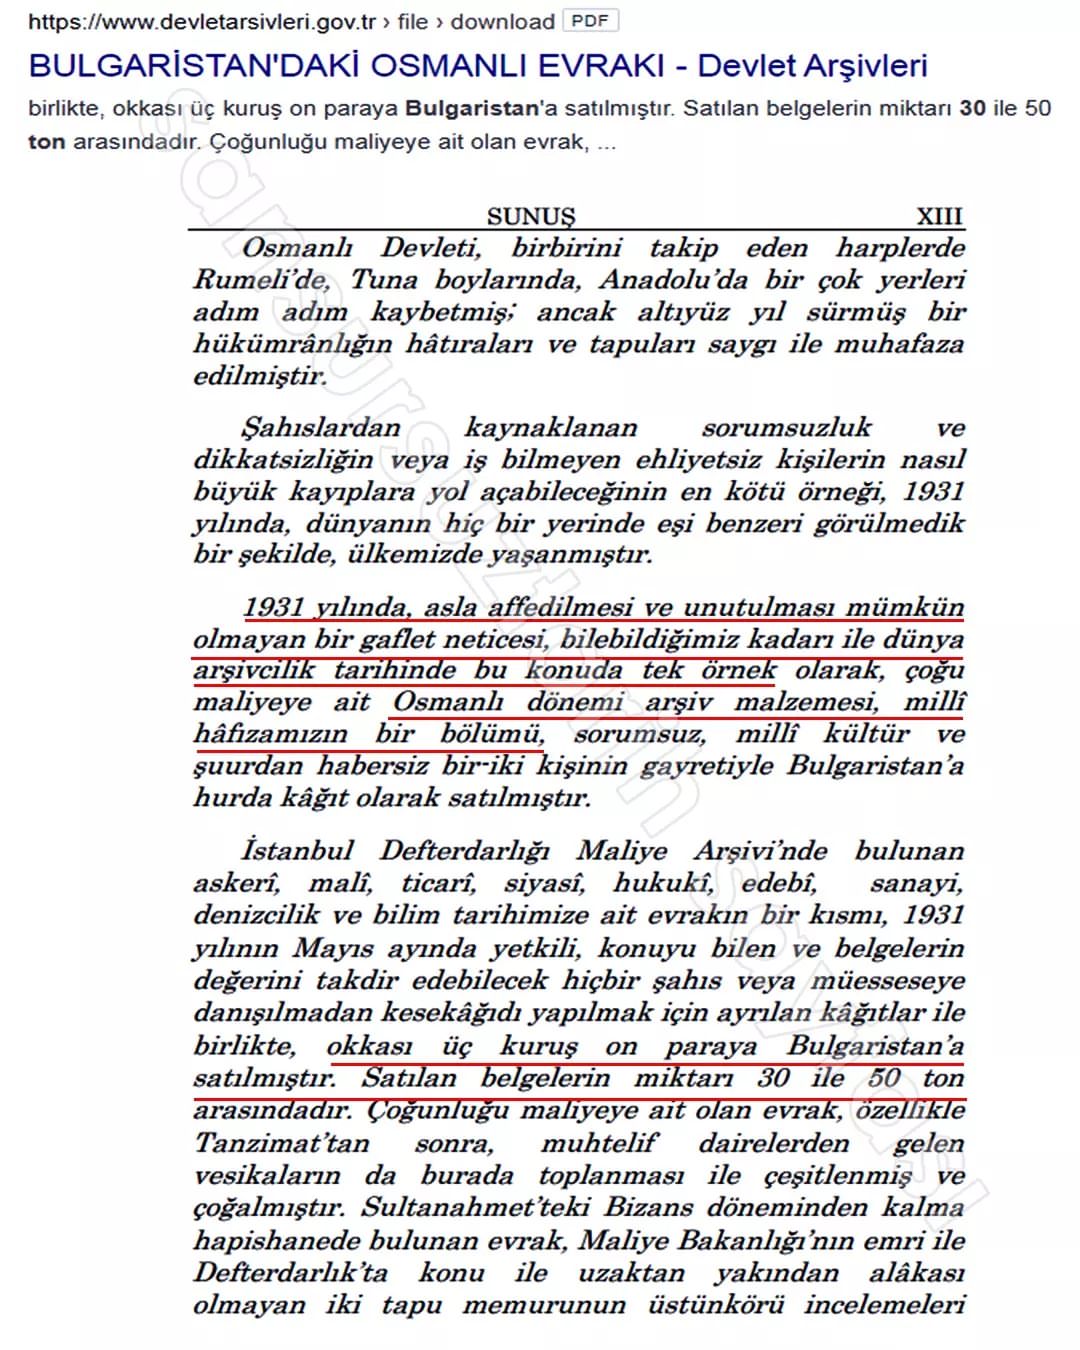 https://www.devletarsivleri.gov.tr › file › download PDF
BULGARİSTAN'DAKİ OSMANLI EVRAKI - Devlet Arşivleri
birlikte, okkası üç kuruş on paraya Bulgaristan'a satılmıştır. Satılan belgelerin miktarı 30 ile 50
ton arasındadır. Çoğunluğu maliyeye ait olan evrak, ...
SUNUŞ XIII
Osmanlı Devleti, birbirini takip eden harplerde
Rumeli'de, Tuna boylarında, Anadolu'da bir çok yerleri
adım adım kaybetmiş; ancak altıyüz yıl sürmüş bir
hükümrânlığın hâtıraları ve tapuları saygı ile muhafaza
edilmiştir.
Şahıslardan kaynaklanan sorumsuzluk ve
dikkatsizliğin veya iş bilmeyen ehliyetsiz kişilerin nasıl
büyük kayıplara yol açabileceğinin en kötü örneği, 1931
yılında, dünyanın hiç bir yerinde eşi benzeri görülmedik
bir şekilde, ülkemizde yaşanmıştır.
1931 yılında, asla affedilmesi ve unutulması mümkün
olmayan bir gaflet neticesi, bilebildiğimiz kadarı ile dünya
arşivcilik tarihinde bu konuda tek örnek olarak, çoğu
maliyeye ait Osmanlı dönemi arşiv malzemesi, millî
hâfızamızın bir bölümü, sorumsuz, millî kültür ve
şuurdan habersiz bir-iki kişinin gayretiyle Bulgaristan'a
hurda kâğıt olarak satılmıştır.
İstanbul Defterdarlığı Maliye Arşivi'nde bulunan
askerî, malî, ticarî, siyasî, hukukî, edebî, sanayi,
denizcilik ve bilim tarihimize ait evrakın bir kısmı, 1931
yılının Mayıs ayında yetkili, konuyu bilen ve belgelerin
değerini takdir edebilecek hiçbir şahıs veya müesseseye
danışılmadan kesekâğıdı yapılmak için ayrılan kâğıtlar ile
birlikte, okkası üç kuruş on paraya Bulgaristan'a
satılmıştır. Satılan belgelerin miktarı 30 ile 50 ton
arasındadır. Çoğunluğu maliyeye ait olan evrak, özellikle
Tanzimat'tan sonra, muhtelif dairelerden gelen
vesikaların da burada toplanması ile çeşitlenmiş ve
çoğalmıştır. Sultanahmet'teki Bizans döneminden kalma
hapishanede bulunan evrak, Maliye Bakanlığı'nın emri ile
Defterdarlık'ta konu ile uzaktan yakından alâkası
olmayan iki tapu memurunun üstünkörü incelemeleri
sansursuz tarih sayfasi